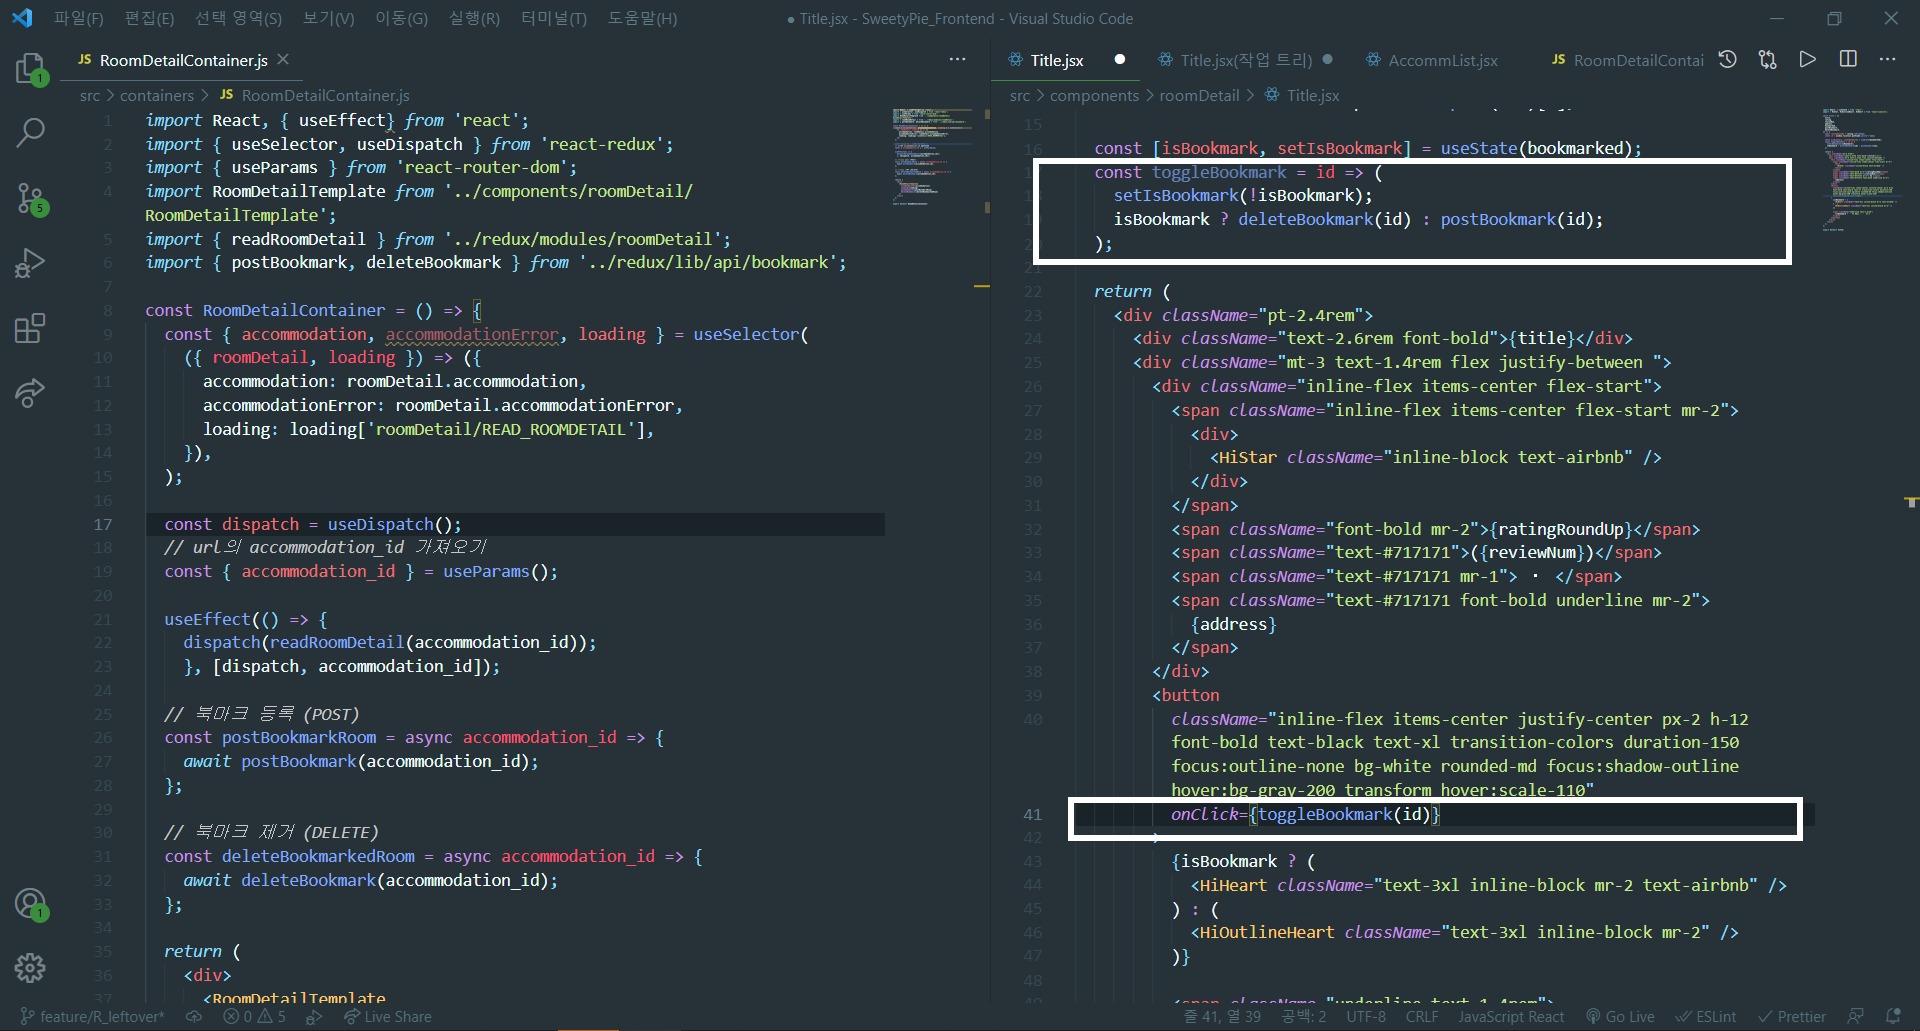 파일(F) 편집(E) 선택 영역(S) 보기(V) 이동(G) 실행(R) 터미널(T) 도움말(H) ● Title.jsx - SweetyPie_Frontend - Visual Studio Code
JS RoomDetailContainer.js
src > containers > JS RoomDetailContainer.js
1 import React, { useEffect } from 'react';
2 import { useSelector, useDispatch } from 'react-redux';
3 import { useParams } from 'react-router-dom';
4 import RoomDetailTemplate from '../components/roomDetail/
RoomDetailTemplate';
5 import { readRoomDetail } from '../redux/modules/roomDetail';
6 import { postBookmark, deleteBookmark } from '../redux/lib/api/bookmark';
7
8 const RoomDetailContainer = () => {
9 const { accommodation, accommodationError, loading } = useSelector(
10 ({ roomDetail, loading }) => ({
11 accommodation: roomDetail.accommodation,
12 accommodationError: roomDetail.accommodationError,
13 loading: loading['roomDetail/READ_ROOMDETAIL'],
14 }),
15 );
16
17 const dispatch = useDispatch();
18 // url의 accommodation_id 가져오기
19 const { accommodation_id } = useParams();
20
21 useEffect(() => {
22 dispatch(readRoomDetail(accommodation_id));
23 }, [dispatch, accommodation_id]);
24
25 // 북마크 등록 (POST)
26 const postBookmarkRoom = async accommodation_id => {
27 await postBookmark(accommodation_id);
28 };
29
30 // 북마크 제거 (DELETE)
31 const deleteBookmarkedRoom = async accommodation_id => {
32 await deleteBookmark(accommodation_id);
33 };
34
35 return (
36 <div>
37 <RoomDetailTemplate
Title.jsx Title.jsx(작업 트리) AccommList.jsx JS RoomDetailContai
src > components > roomDetail > Title.jsx
15
16 const [isBookmark, setIsBookmark] = useState(bookmarked);
const toggleBookmark = id => (
setIsBookmark(!isBookmark);
isBookmark ? deleteBookmark(id) : postBookmark(id);
);
21
22 return (
23 <div className="pt-2.4rem">
24 <div className="text-2.6rem font-bold">{title}</div>
25 <div className="mt-3 text-1.4rem flex justify-between ">
26 <div className="inline-flex items-center flex-start">
27 <span className="inline-flex items-center flex-start mr-2">
28 <div>
29 <HiStar className="inline-block text-airbnb" />
30 </div>
31 </span>
32 <span className="font-bold mr-2">{ratingRoundUp}</span>
33 <span className="text-#717171">({reviewNum})</span>
34 <span className="text-#717171 mr-1"> · </span>
35 <span className="text-#717171 font-bold underline mr-2">
36 {address}
37 </span>
38 </div>
39 <button
40 className="inline-flex items-center justify-center px-2 h-12
font-bold text-black text-xl transition-colors duration-150
focus:outline-none bg-white rounded-md focus:shadow-outline
hover:bg-gray-200 transform hover:scale-110"
41 onClick={toggleBookmark(id)}
42
43 {isBookmark ? (
44 <HiHeart className="text-3xl inline-block mr-2 text-airbnb" />
45 ) : (
46 <HiOutlineHeart className="text-3xl inline-block mr-2" />
47 )}
48
<span className="underline text-1.4rem">
1
5
1
feature/R_leftover* 0 5 Live Share 줄 41, 열 39 공백: 2 UTF-8 CRLF JavaScript React Go Live ESLint Prettier